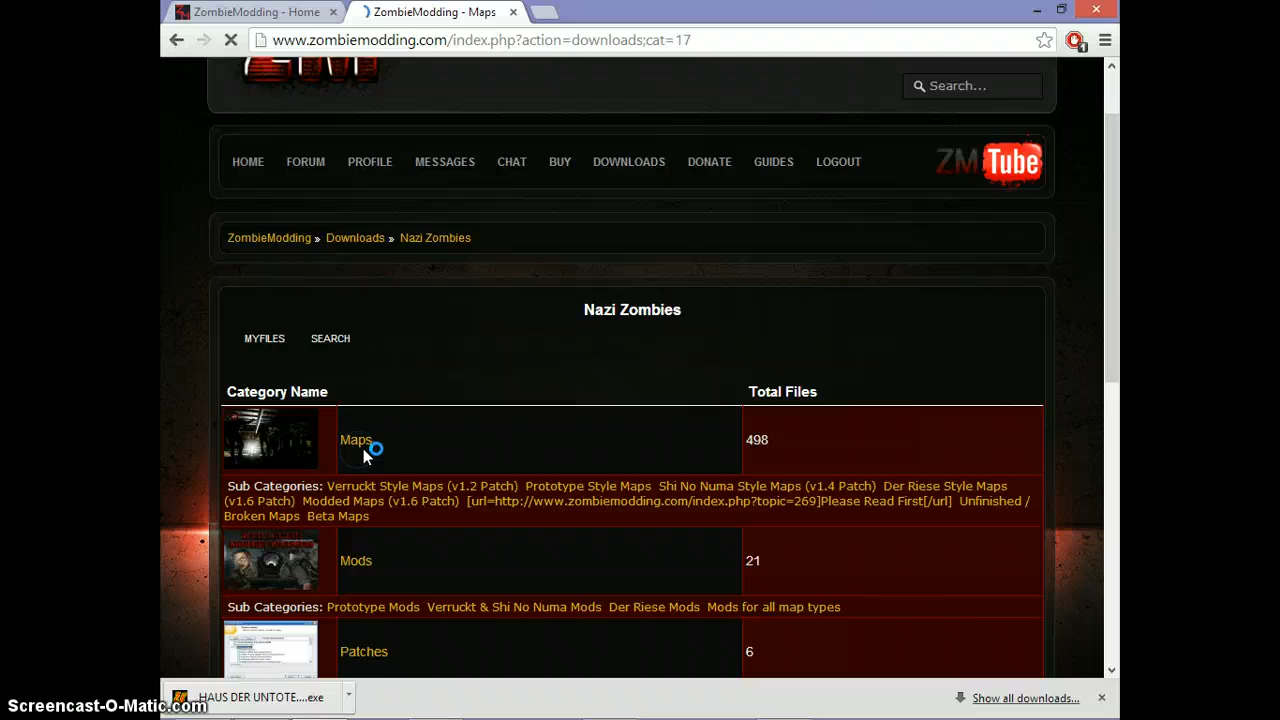 ZombieModding - Home
ZombieModding - Maps
www.zombiemodding.com/index.php?action=downloads;cat=17
1
Search...
HOME FORUM PROFILE MESSAGES CHAT BUY DOWNLOADS DONATE GUIDES LOGOUT
ZM Tube
ZombieModding » Downloads » Nazi Zombies
Nazi Zombies
MYFILES SEARCH
Category Name Total Files
Maps 498
Sub Categories: Verruckt Style Maps (v1.2 Patch) Prototype Style Maps Shi No Numa Style Maps (v1.4 Patch) Der Riese Style Maps
(v1.6 Patch) Modded Maps (v1.6 Patch) [url=http://www.zombiemodding.com/index.php?topic=269]Please Read First[/url] Unfinished /
Broken Maps Beta Maps
Mods 21
Sub Categories: Prototype Mods Verruckt & Shi No Numa Mods Der Riese Mods Mods for all map types
Patches 6
HAUS DER UNTOTE....exe
Show all downloads...
Screencast-O-Matic.com